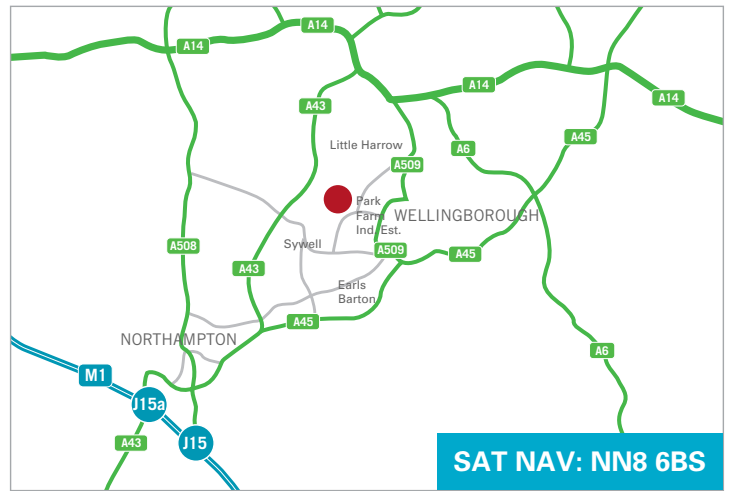 A14
A14
A14
A14
A43
A45
Little Harrow
A6
A509
Park
Farm
Ind. Est.
WELLINGBOROUGH
A508
Sywell
A509
A45
A43
Earls
Barton
A45
NORTHAMPTON
A6
M1
J15a
A43
J15
SAT NAV: NN8 6BS